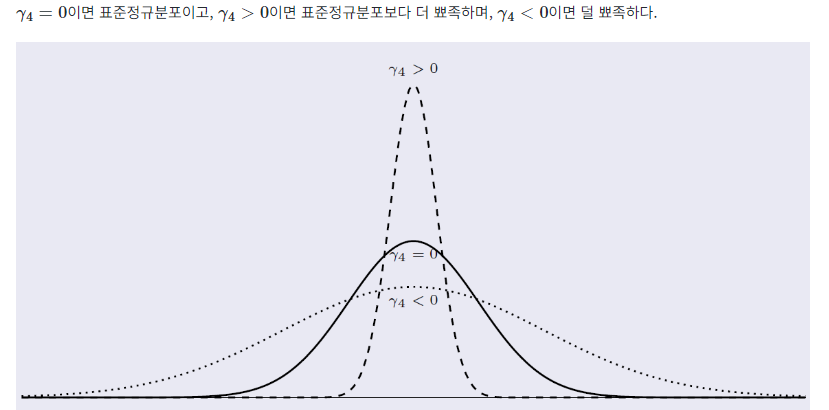 γ₄ = 0이면 표준정규분포이고, γ₄ > 0이면 표준정규분포보다 더 뾰족하며, γ₄ < 0이면 덜 뾰족하다.
γ₄ > 0
γ₄ = 0
γ₄ < 0